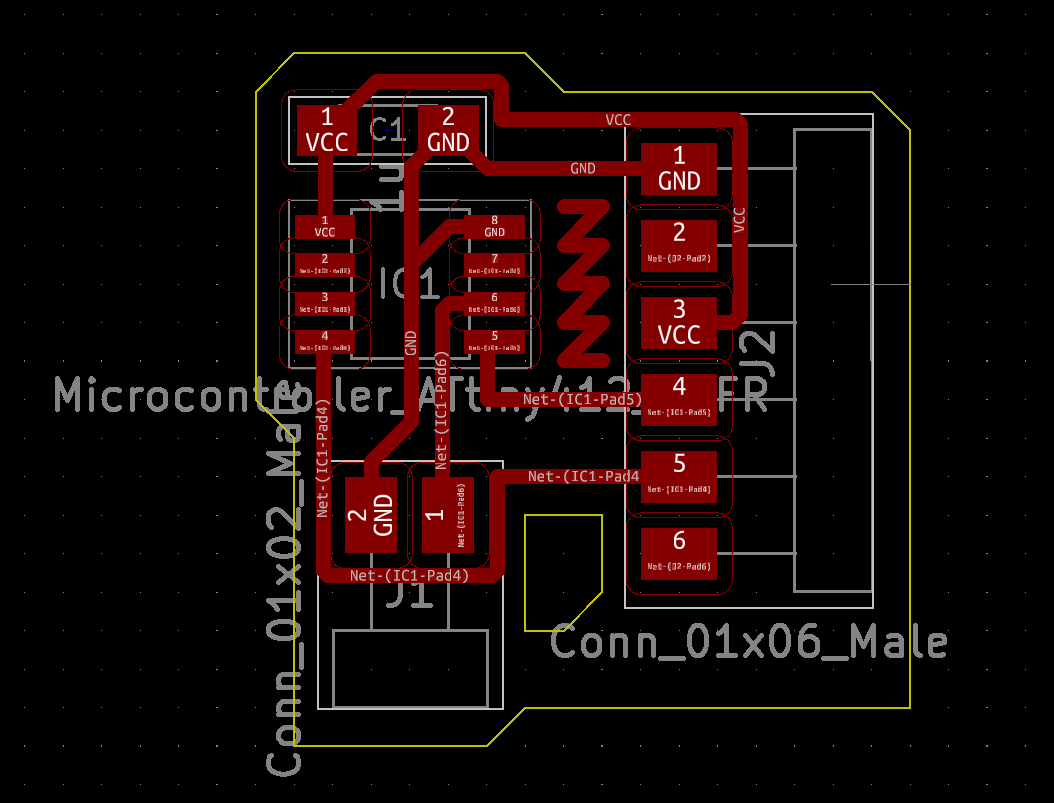 1
VCC
C1
2
GND
1u
VCC
GND
1
GND
2
Net-(J2-Pad2)
3
VCC
4
Net-(IC1-Pad5)
5
Net-(IC1-Pad4)
6
Net-(J2-Pad6)
VCC
J2
1
VCC
2
Net-(IC1-Pad2)
3
Net-(IC1-Pad3)
4
Net-(IC1-Pad4)
IC1
8
GND
7
Net-(IC1-Pad7)
6
Net-(IC1-Pad6)
5
Net-(IC1-Pad5)
GND
Net-(IC1-Pad6)
Net-(IC1-Pad5)
Net-(IC1-Pad4)
Net-(IC1-Pad4
2
GND
1
Net-(IC1-Pad6)
Net-(IC1-Pad4)
J1
Conn_01x02_Male
Conn_01x06_Male